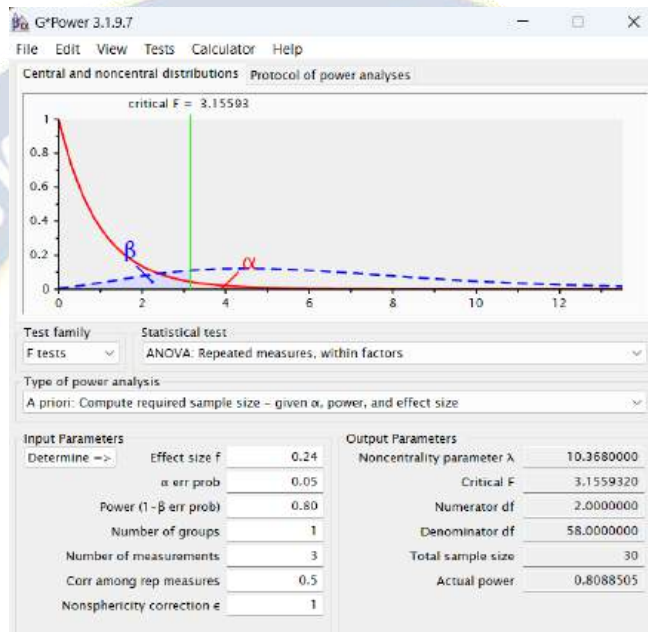 G*Power 3.1.9.7
File Edit View Tests Calculator Help
Central and noncentral distributions Protocol of power analyses
critical F = 3.15593
1
0.8
0.6
0.4
0.2
0
β
α
0 2 4 6 8 10 12
Test family Statistical test
F tests ANOVA: Repeated measures, within factors
Type of power analysis
A priori: Compute required sample size – given α, power, and effect size
Input Parameters Output Parameters
Determine => Effect size f 0.24 Noncentrality parameter λ 10.3680000
α err prob 0.05 Critical F 3.1559320
Power (1-β err prob) 0.80 Numerator df 2.0000000
Number of groups 1 Denominator df 58.0000000
Number of measurements 3 Total sample size 30
Corr among rep measures 0.5 Actual power 0.8088505
Nonsphericity correction ϵ 1